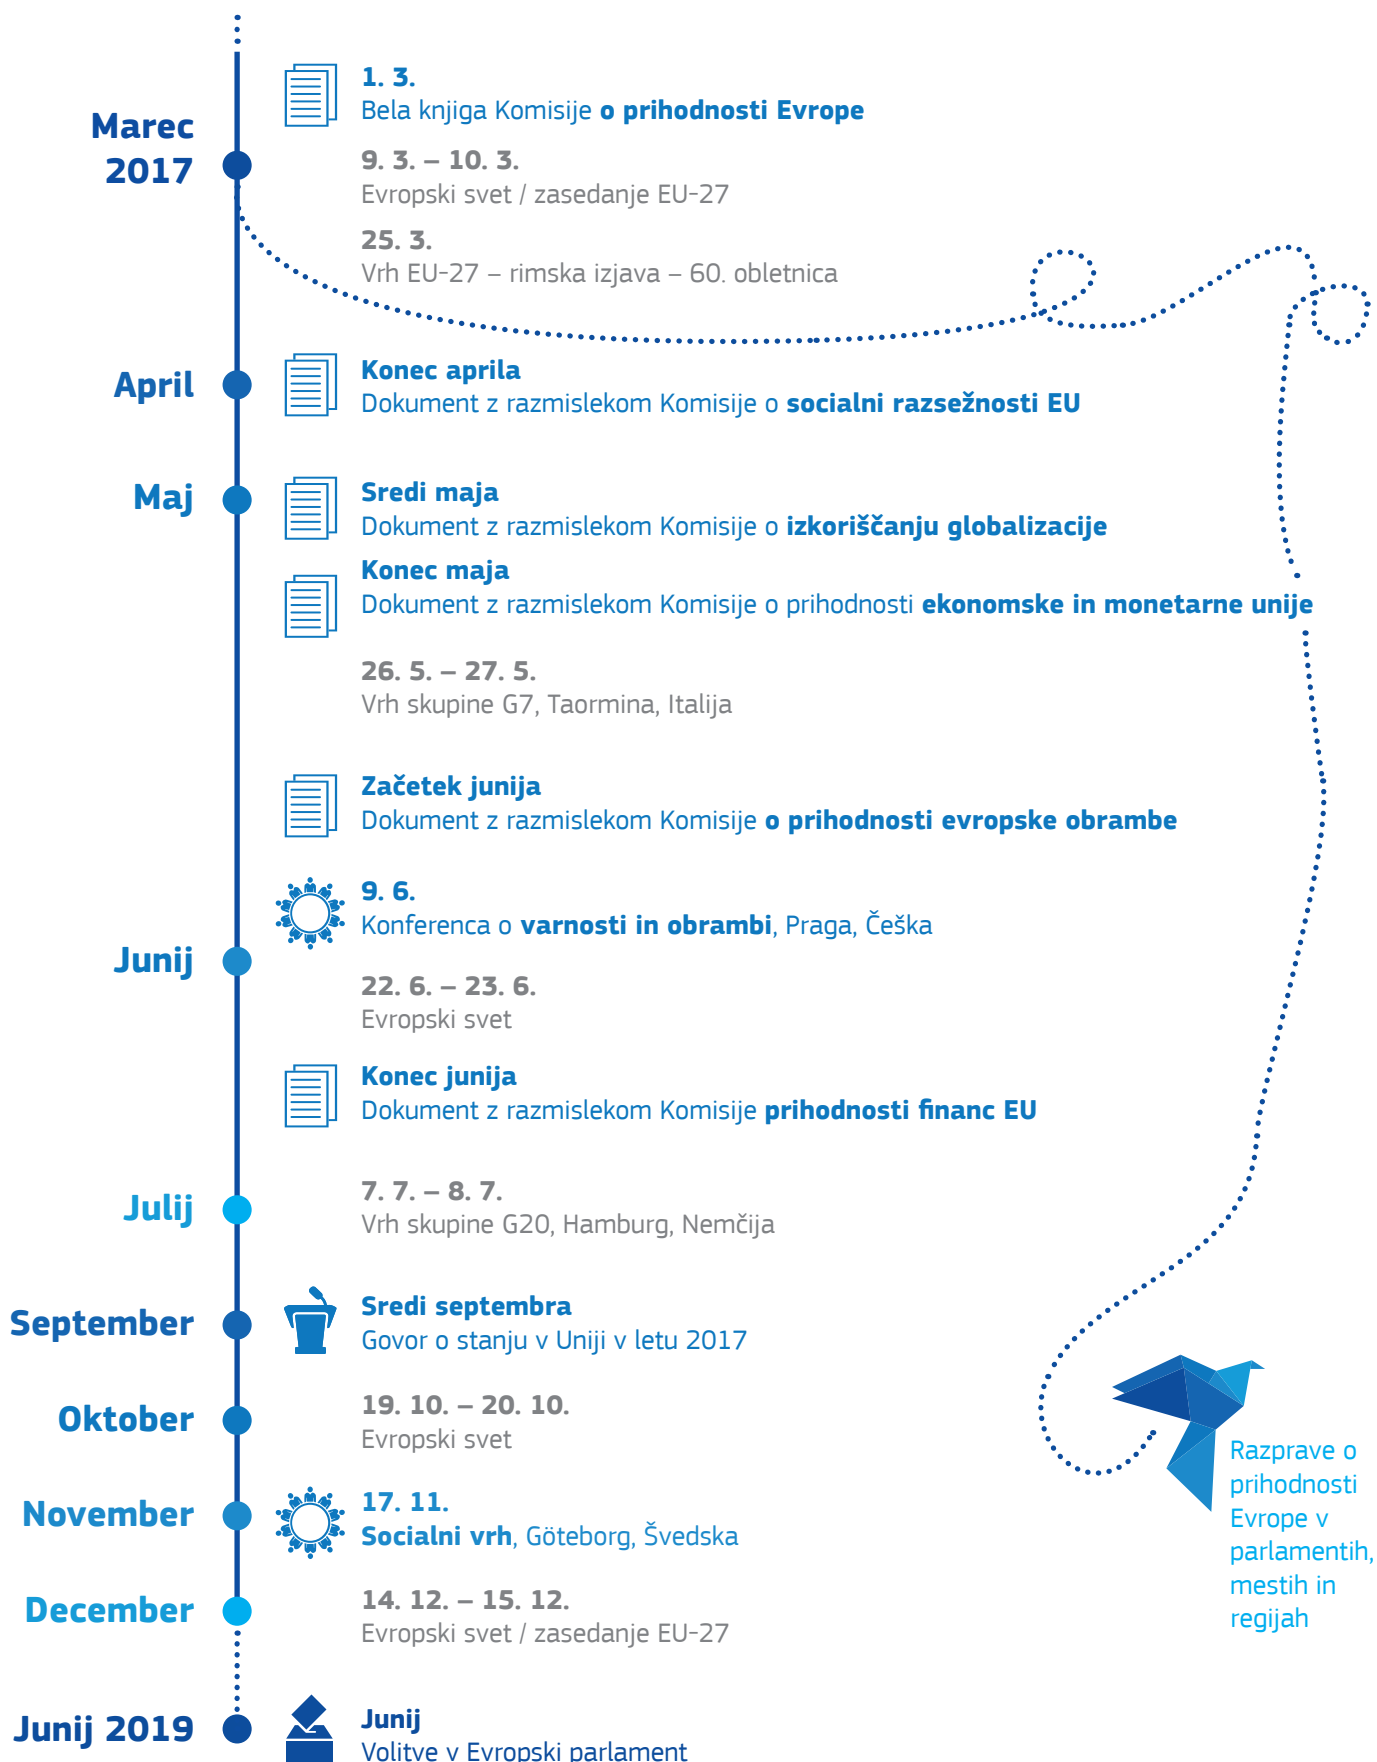 Marec
2017
1. 3.
Bela knjiga Komisije o prihodnosti Evrope
9. 3. – 10. 3.
Evropski svet / zasedanje EU-27
25. 3.
Vrh EU-27 – rimska izjava – 60. obletnica
April
Konec aprila
Dokument z razmislekom Komisije o socialni razsežnosti EU
Maj
Sredi maja
Dokument z razmislekom Komisije o izkoriščanju globalizacije
Konec maja
Dokument z razmislekom Komisije o prihodnosti ekonomske in monetarne unije
26. 5. – 27. 5.
Vrh skupine G7, Taormina, Italija
Junij
Začetek junija
Dokument z razmislekom Komisije o prihodnosti evropske obrambe
9. 6.
Konferenca o varnosti in obrambi, Praga, Češka
22. 6. – 23. 6.
Evropski svet
Konec junija
Dokument z razmislekom Komisije prihodnosti financ EU
Julij
7. 7. – 8. 7.
Vrh skupine G20, Hamburg, Nemčija
September
Sredi septembra
Govor o stanju v Uniji v letu 2017
Oktober
19. 10. – 20. 10.
Evropski svet
November
17. 11.
Socialni vrh, Göteborg, Švedska
December
14. 12. – 15. 12.
Evropski svet / zasedanje EU-27
Junij 2019
Junij
Volitve v Evropski parlament
Razprave o
prihodnosti
Evrope v
parlamentih,
mestih in
regijah